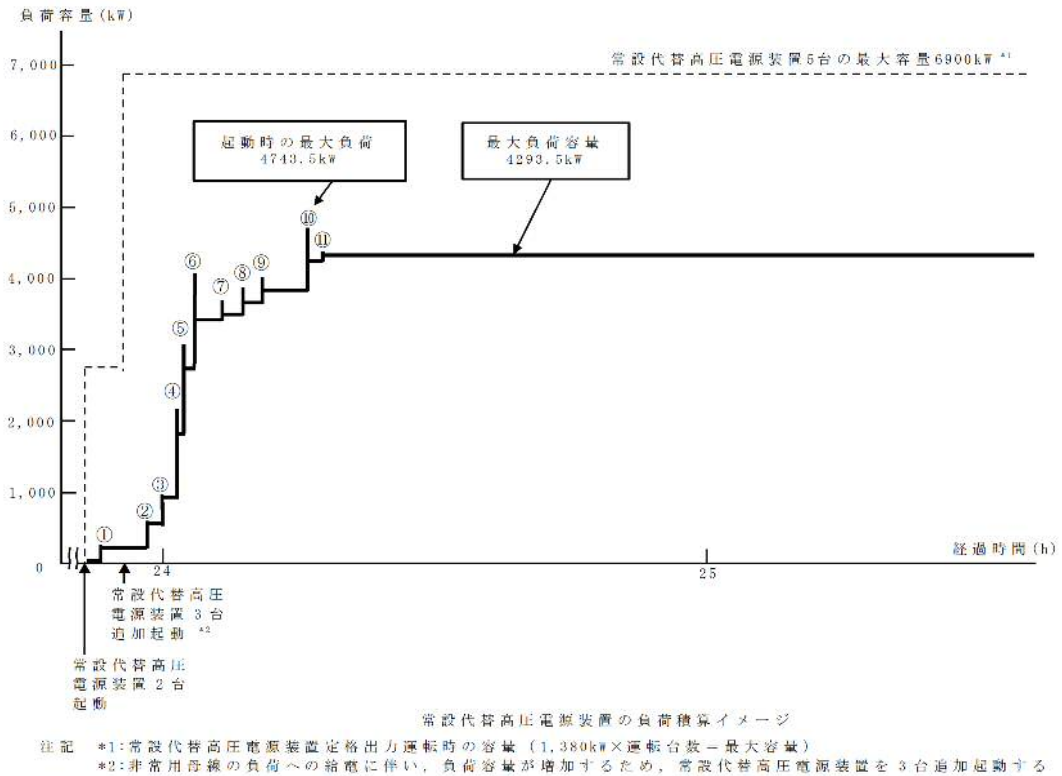 負荷容量(kW)
7,000
常設代替高圧電源装置5台の最大容量6900kW *1
6,000
起動時の最大負荷
4743.5kW
最大負荷容量
4293.5kW
5,000
⑩
⑪
⑥
⑨
⑧
⑦
4,000
⑤
3,000
④
2,000
③
②
①
1,000
0
24
25
経過時間(h)
常設代替高圧
電源装置3台
追加起動 *2
常設代替高圧
電源装置2台
起動
常設代替高圧電源装置の負荷積算イメージ
注記 *1:常設代替高圧電源装置定格出力運転時の容量 (1,380kW×運転台数=最大容量)
*2:非常用母線の負荷への給電に伴い,負荷容量が増加するため,常設代替高圧電源装置を3台追加起動する